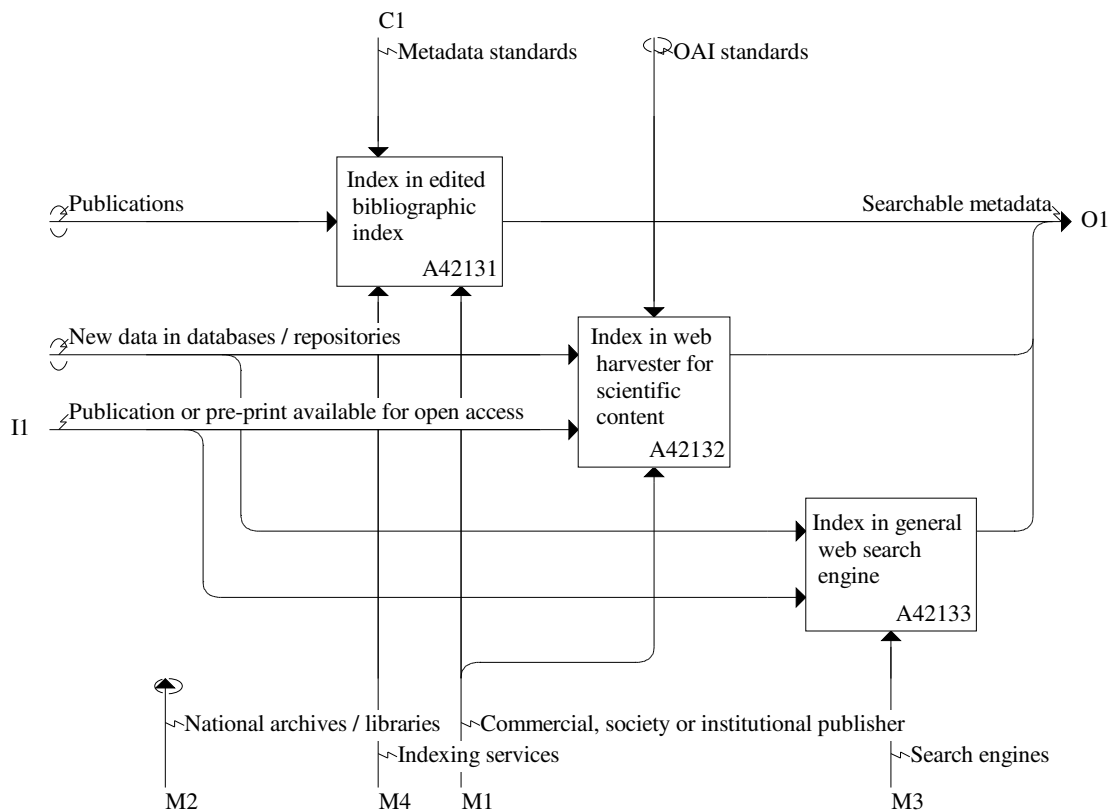 C1
Metadata standards
OAI standards
Index in edited
bibliographic
index
A42131
Publications
Searchable metadata
O1
New data in databases / repositories
Index in web
harvester for
scientific
content
A42132
Publication or pre-print available for open access
I1
Index in general
web search
engine
A42133
National archives / libraries
Commercial, society or institutional publisher
Indexing services
Search engines
M2
M4
M1
M3